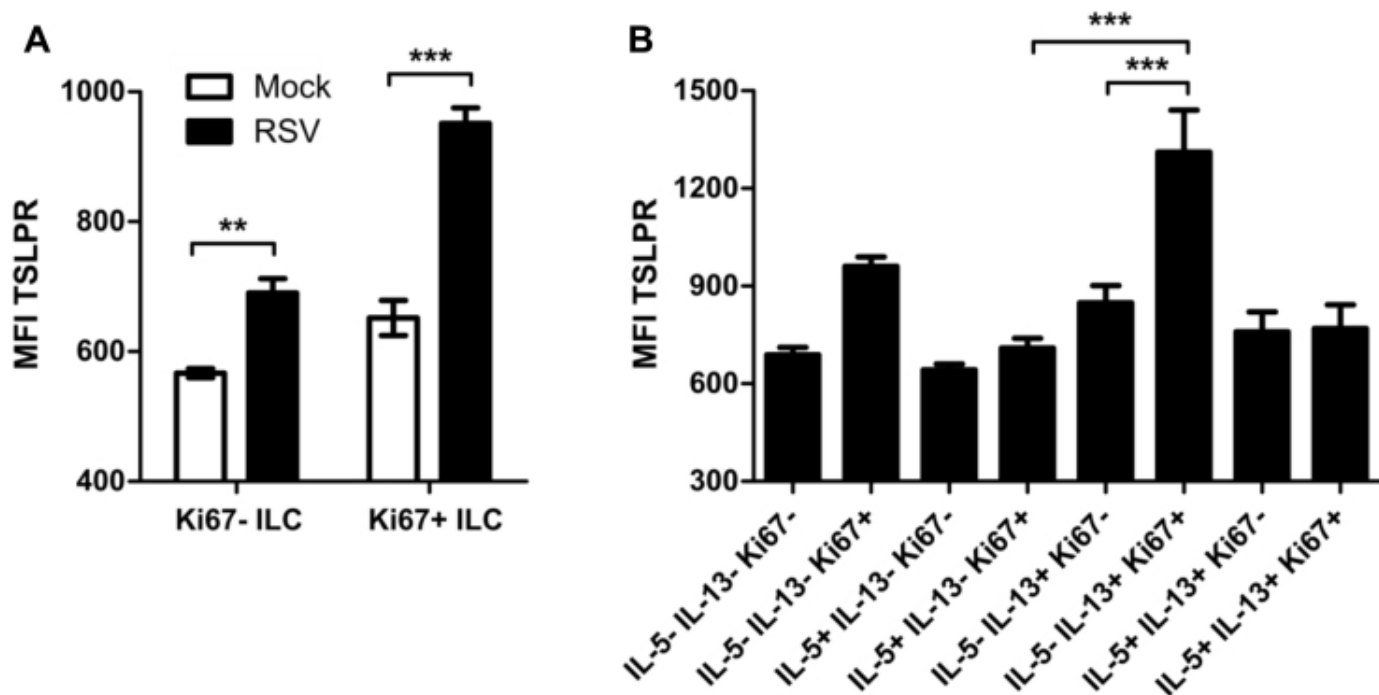 A
Mock
RSV
***
**
MFI TSLPR
1000
800
600
400
Ki67- ILC
Ki67+ ILC
B
***
***
MFI TSLPR
1500
1200
900
600
300
IL-5- IL-13- Ki67-
IL-5- IL-13- Ki67+
IL-5+ IL-13- Ki67-
IL-5+ IL-13- Ki67+
IL-5- IL-13+ Ki67-
IL-5- IL-13+ Ki67+
IL-5+ IL-13+ Ki67-
IL-5+ IL-13+ Ki67+